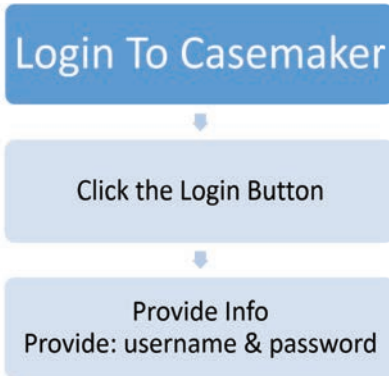 Login To Casemaker
Click the Login Button
Provide Info
Provide: username & password